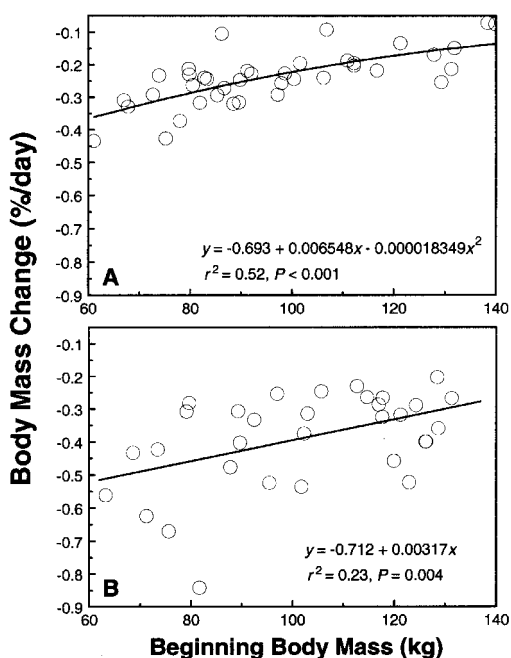 Body Mass Change (%/day)
-0.1
-0.2
-0.3
-0.4
-0.5
-0.6
-0.7
-0.8
-0.9
y = -0.693 + 0.006548x - 0.000018349x²
r² = 0.52, P < 0.001
A
60 80 100 120 140
-0.1
-0.2
-0.3
-0.4
-0.5
-0.6
-0.7
-0.8
-0.9
y = -0.712 + 0.00317x
r² = 0.23, P = 0.004
B
60 80 100 120 140
Beginning Body Mass (kg)